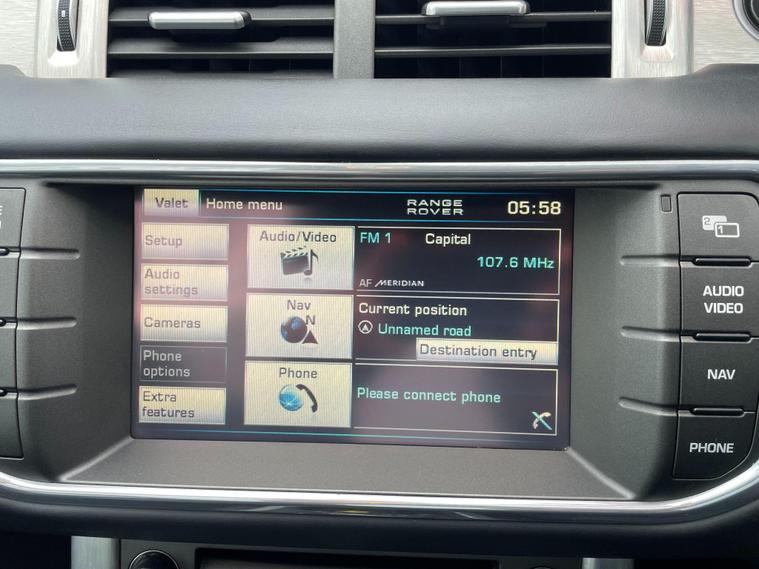 Valet Home menu RANGE ROVER 05:58
Setup
Audio settings
Cameras
Phone options
Extra features
Audio/Video
Nav
N
Phone
FM 1 Capital
107.6 MHz
AF MERIDIAN
Current position
Unnamed road
Destination entry
Please connect phone
2
1
AUDIO
VIDEO
NAV
PHONE